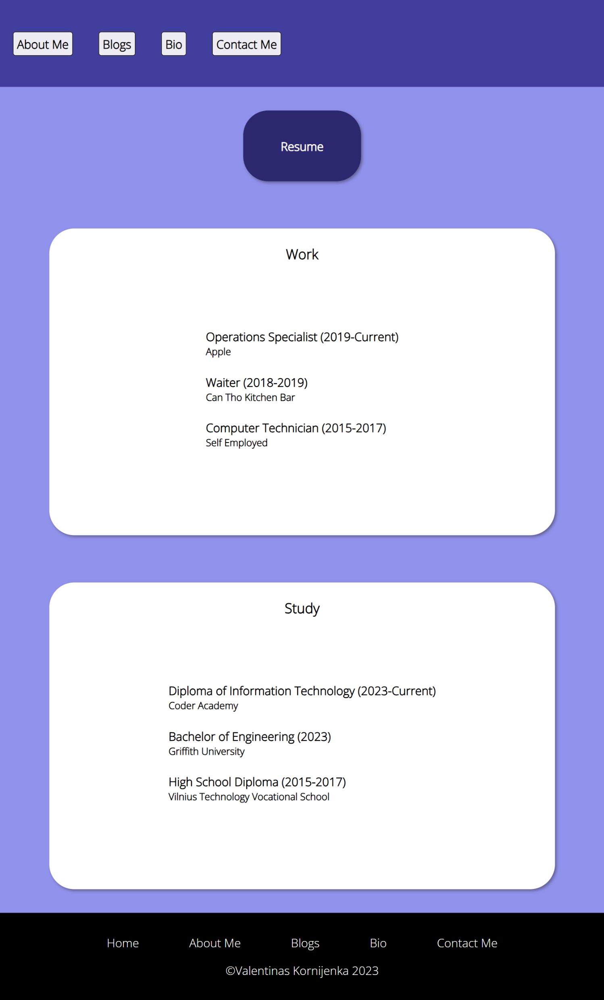 About Me Blogs Bio Contact Me
Resume
Work
Operations Specialist (2019-Current)
Apple
Waiter (2018-2019)
Can Tho Kitchen Bar
Computer Technician (2015-2017)
Self Employed
Study
Diploma of Information Technology (2023-Current)
Coder Academy
Bachelor of Engineering (2023)
Griffith University
High School Diploma (2015-2017)
Vilnius Technology Vocational School
Home About Me Blogs Bio Contact Me
©Valentinas Kornijenka 2023